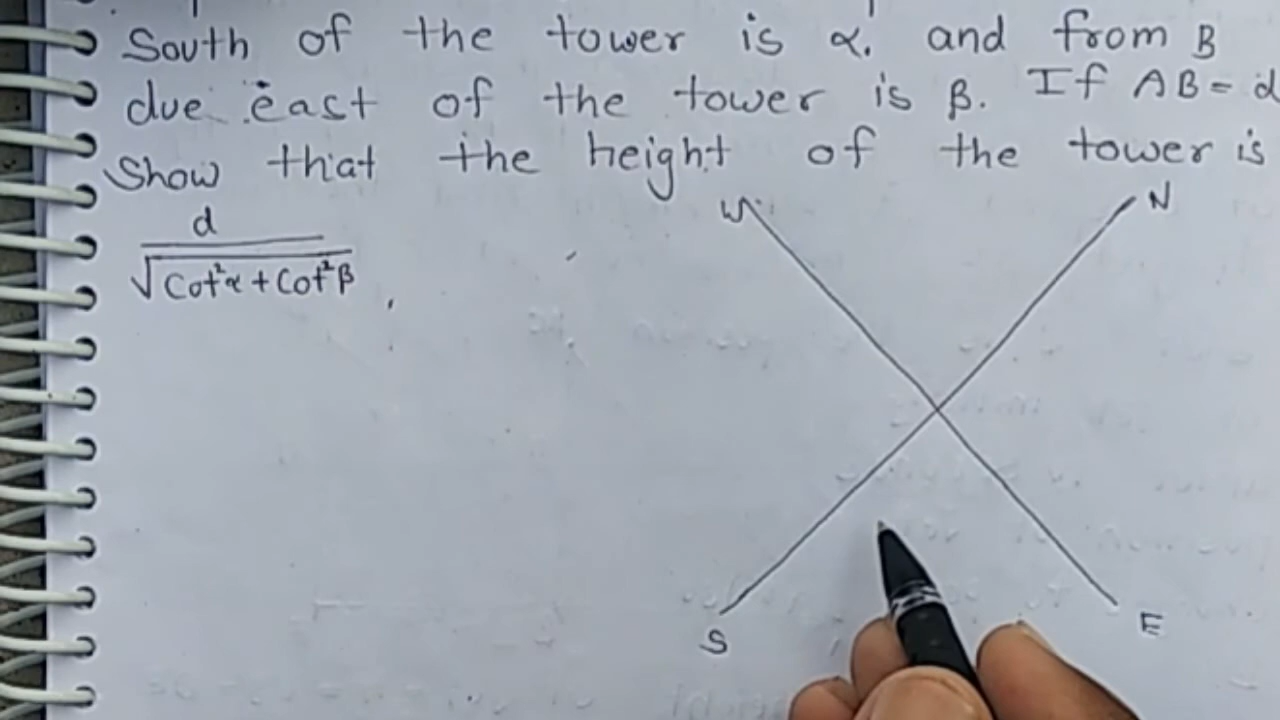 South of the tower is α. and from B
due east of the tower is β. If AB = d
Show that the height of the tower is
d
√Cot²α + Cot²β ,
W N
S E